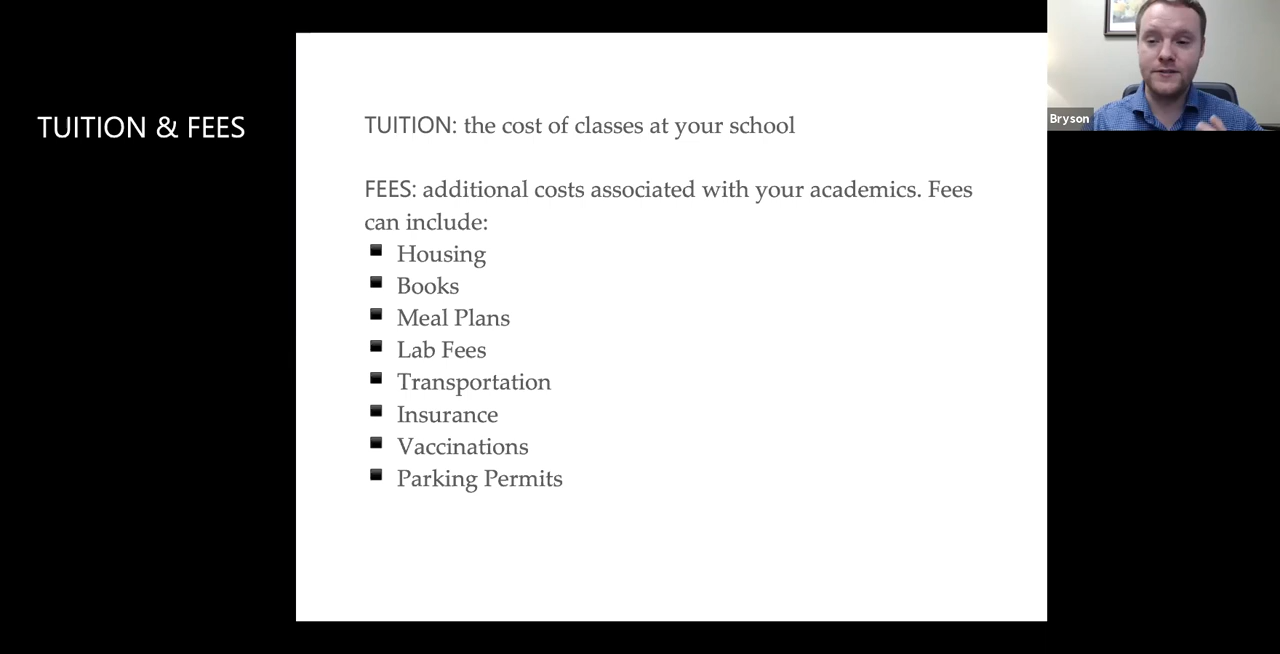 TUITION & FEES
TUITION: the cost of classes at your school
FEES: additional costs associated with your academics. Fees
can include:
Housing
Books
Meal Plans
Lab Fees
Transportation
Insurance
Vaccinations
Parking Permits
Bryson